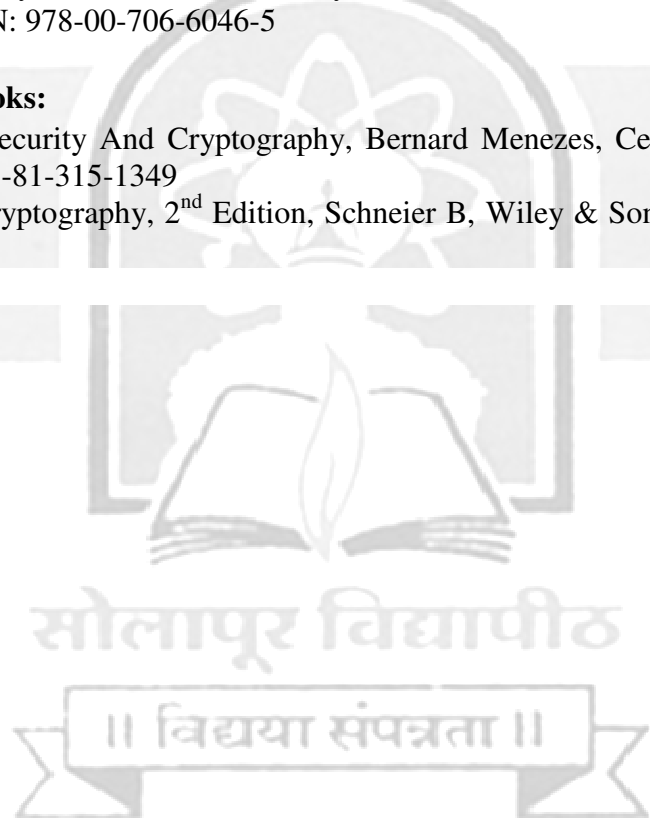 N: 978-00-706-6046-5
oks:
ecurity And Cryptography, Bernard Menezes, Ce
-81-315-1349
ryptography, 2nd Edition, Schneier B, Wiley & Son
सोलापूर विद्यापीठ
॥ विद्यया संपन्नता ॥